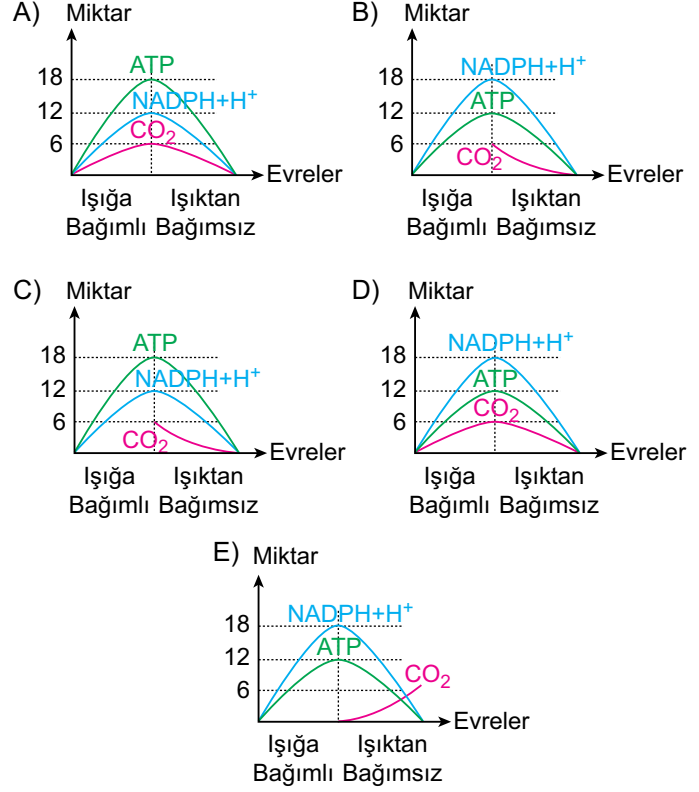 A) Miktar
18
12
6
ATP
NADPH+H+
CO2
Evreler
Işığa Bağımlı
Işıktan Bağımsız
B) Miktar
18
12
6
NADPH+H+
ATP
CO2
Evreler
Işığa Bağımlı
Işıktan Bağımsız
C) Miktar
18
12
6
ATP
NADPH+H+
CO2
Evreler
Işığa Bağımlı
Işıktan Bağımsız
D) Miktar
18
12
6
NADPH+H+
ATP
CO2
Evreler
Işığa Bağımlı
Işıktan Bağımsız
E) Miktar
18
12
6
NADPH+H+
ATP
CO2
Evreler
Işığa Bağımlı
Işıktan Bağımsız